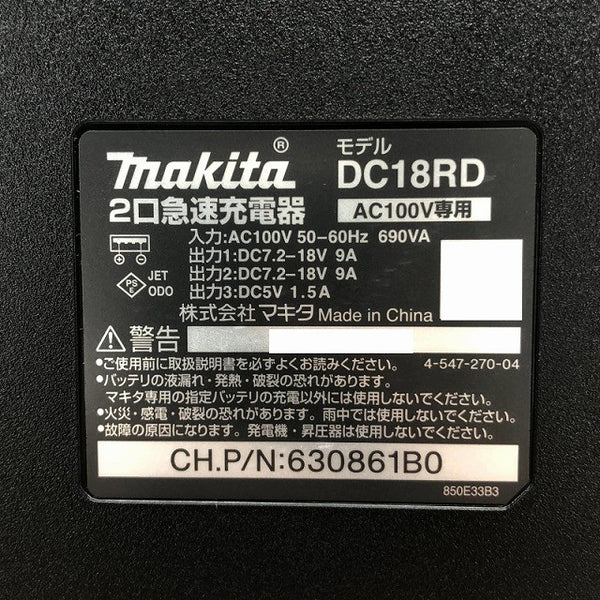 makita®
モデル
DC18RD
2口急速充電器
AC100V専用
入力:AC100V 50-60Hz 690VA
出力1:DC7.2-18V 9A
出力2:DC7.2-18V 9A
出力3:DC5V 1.5A
PS E JET ODO
株式会社 マキタ Made in China
⚠警告
●ご使用前に取扱説明書を必ずよくお読みください。 4-547-270-04
●バッテリの液漏れ・発熱・破裂の恐れがあります。
マキタ専用の指定バッテリの充電以外には使用しないでください。
●火災・感電・破裂の恐れがあります。雨中では使用しないでください。
●故障の原因になります。発電機・昇圧器は使用しないでください。
CH.P/N:630861B0
850E33B3